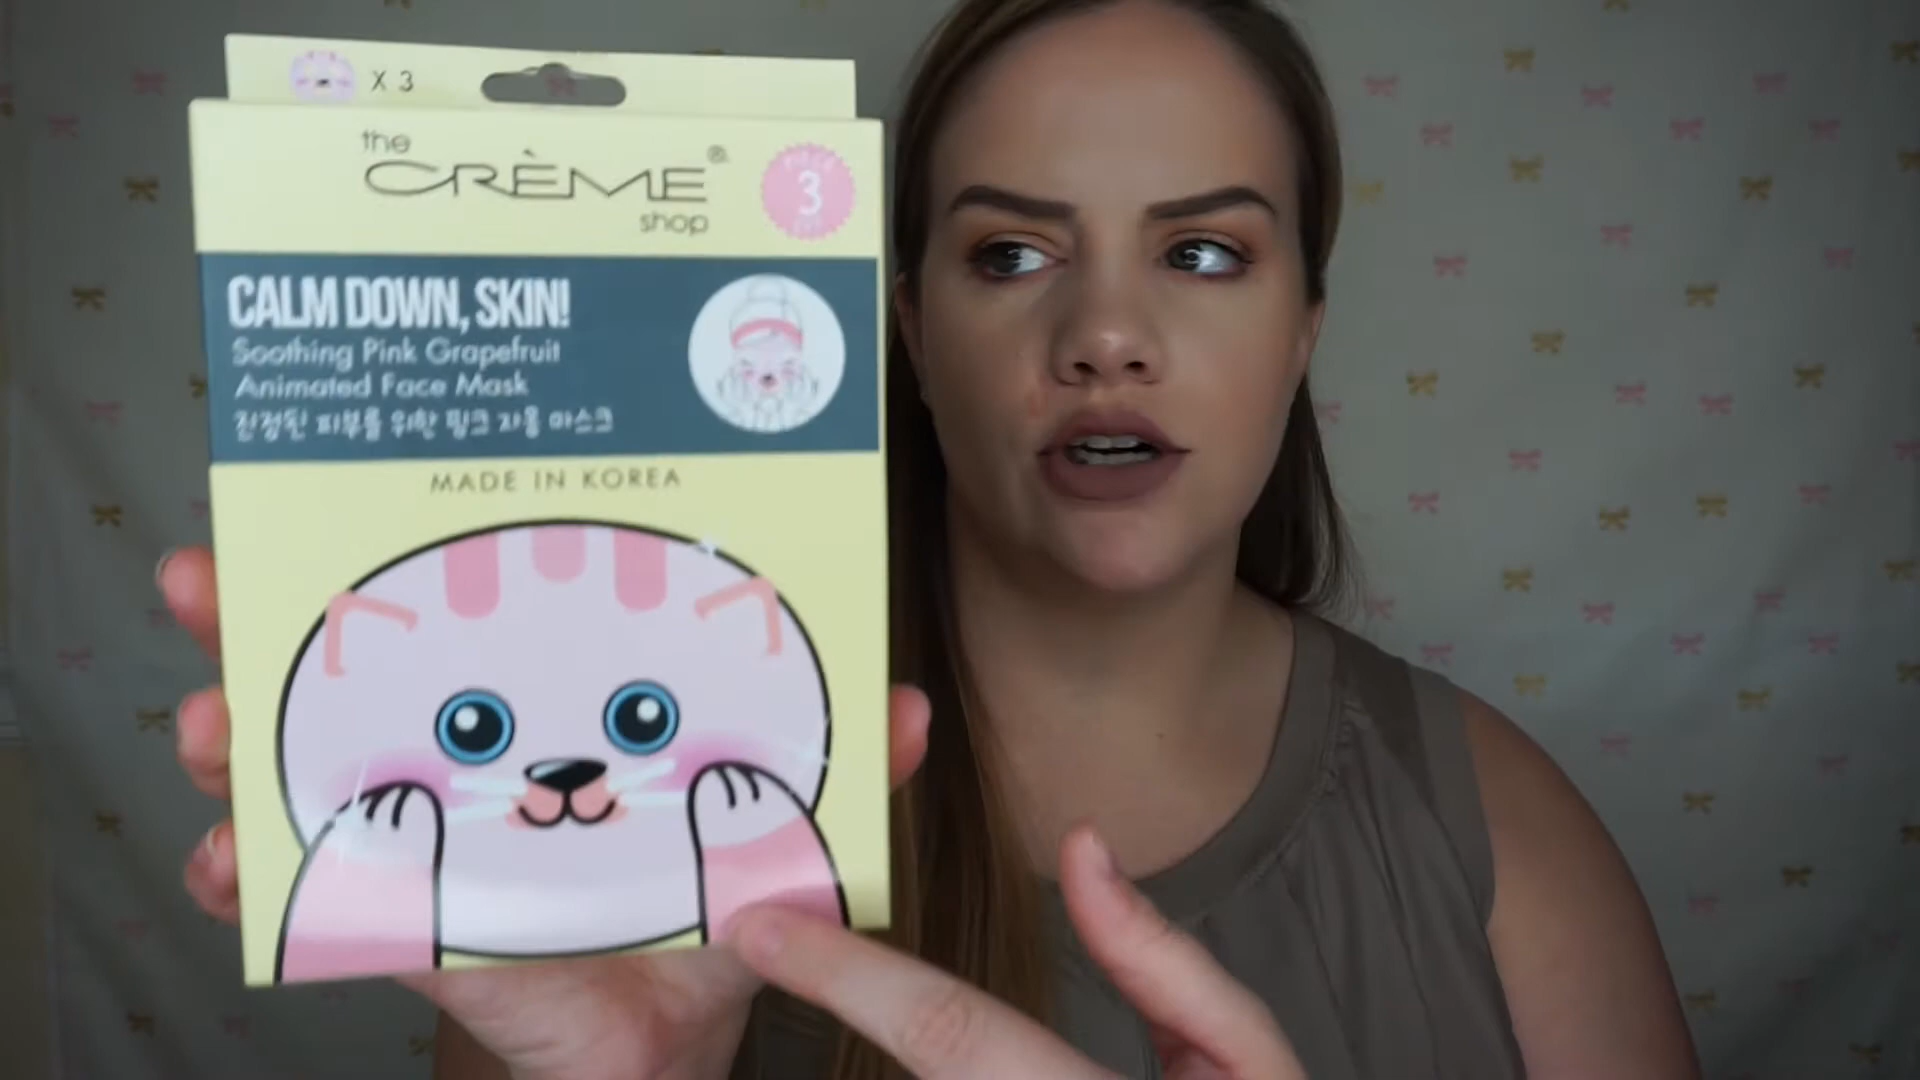 X 3
the
CRÈME®
shop
3
CALM DOWN, SKIN!
Soothing Pink Grapefruit
Animated Face Mask
진정된 피부를 위한 핑크 자몽 마스크
MADE IN KOREA